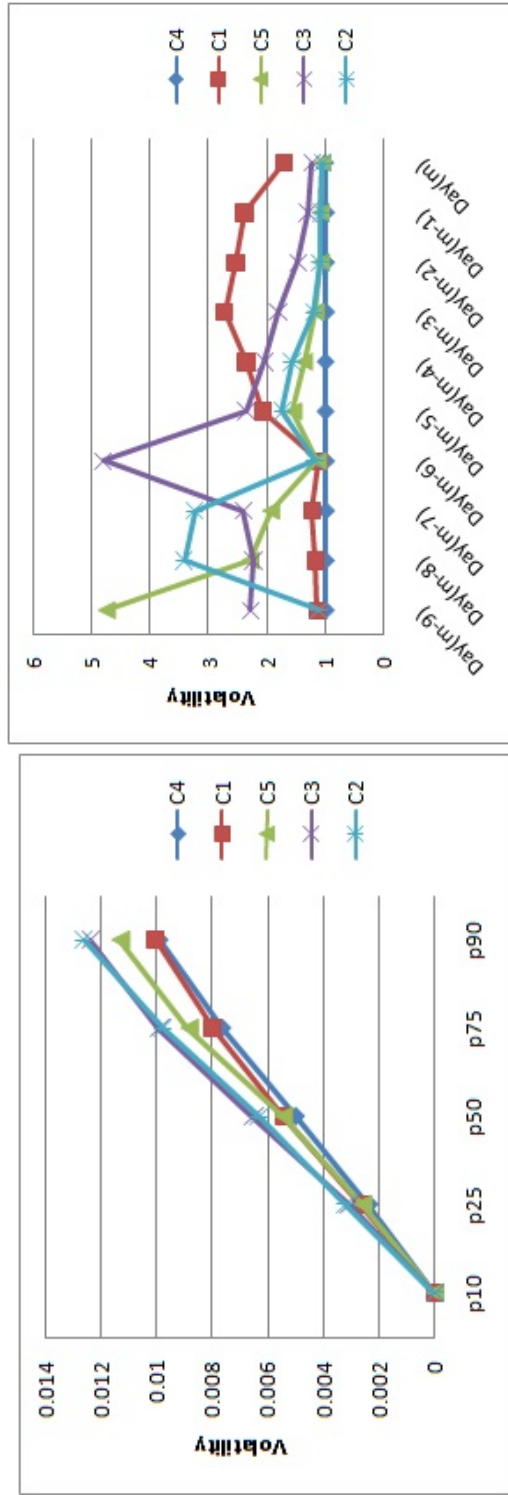 0.014
0.012
0.01
0.008
0.006
0.004
0.002
0
Volatility
p10
p25
p50
p75
p90
C4
C1
C5
C3
C2
6
5
4
3
2
1
0
Volatility
Day(m-9)
Day(m-8)
Day(m-7)
Day(m-6)
Day(m-5)
Day(m-4)
Day(m-3)
Day(m-2)
Day(m-1)
Day(m)
C4
C1
C5
C3
C2